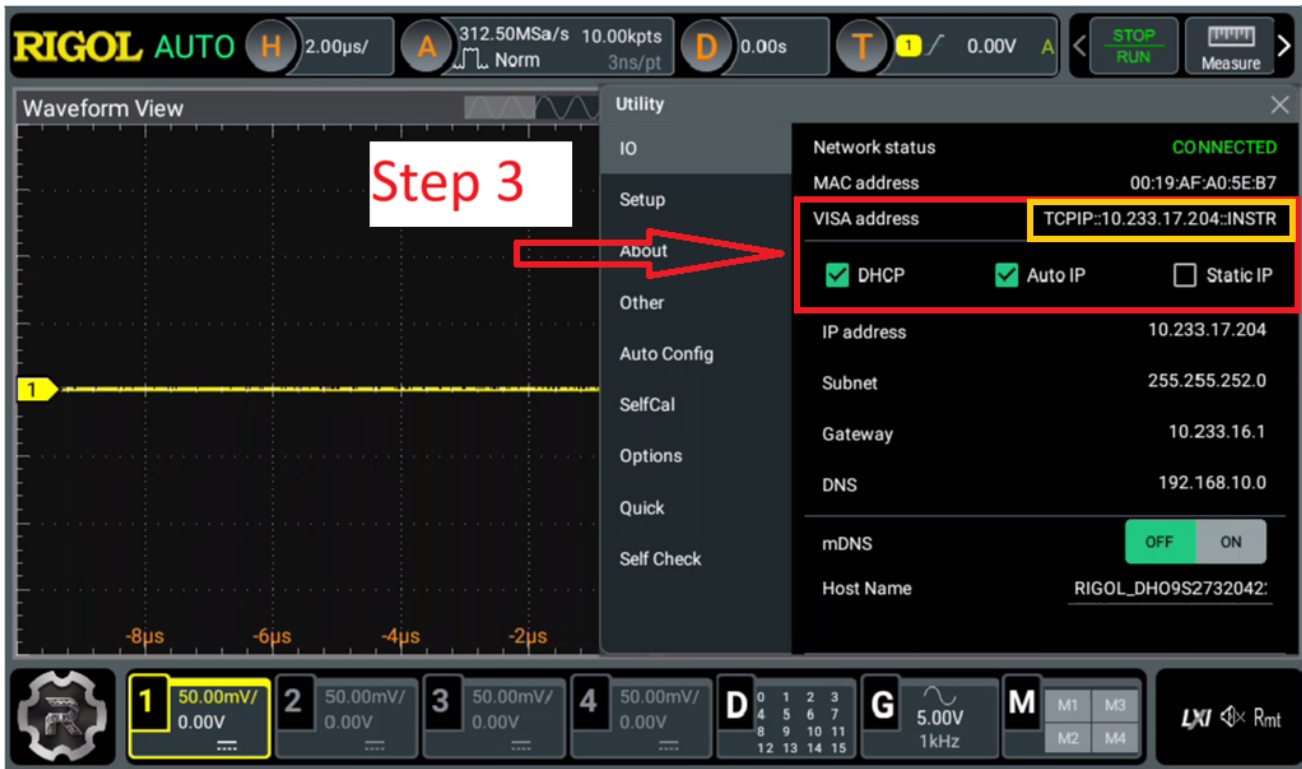 RIGOL AUTO H 2.00µs/ A 312.50MSa/s 10.00kpts D 0.00s T 1 0.00V A < STOP >
Norm 3ns/pt RUN Measure
Waveform View
Utility
Step 3
IO
Setup
About
Other
Auto Config
SelfCal
Options
Quick
Self Check
Network status CONNECTED
MAC address 00:19:AF:A0:5E:B7
VISA address TCPIP::10.233.17.204::INSTR
DHCP Auto IP Static IP
IP address 10.233.17.204
Subnet 255.255.252.0
Gateway 10.233.16.1
DNS 192.168.10.0
mDNS OFF ON
Host Name RIGOL_DHO9S27320422
1
-8µs -6µs -4µs -2µs
1 50.00mV/ 0.00V
2 50.00mV/ 0.00V
3 50.00mV/ 0.00V
4 50.00mV/ 0.00V
D 0 1 2 3
4 5 6 7
8 9 10 11
12 13 14 15
G 5.00V
1kHz
M M1 M3
M2 M4
LXI Rmt
R